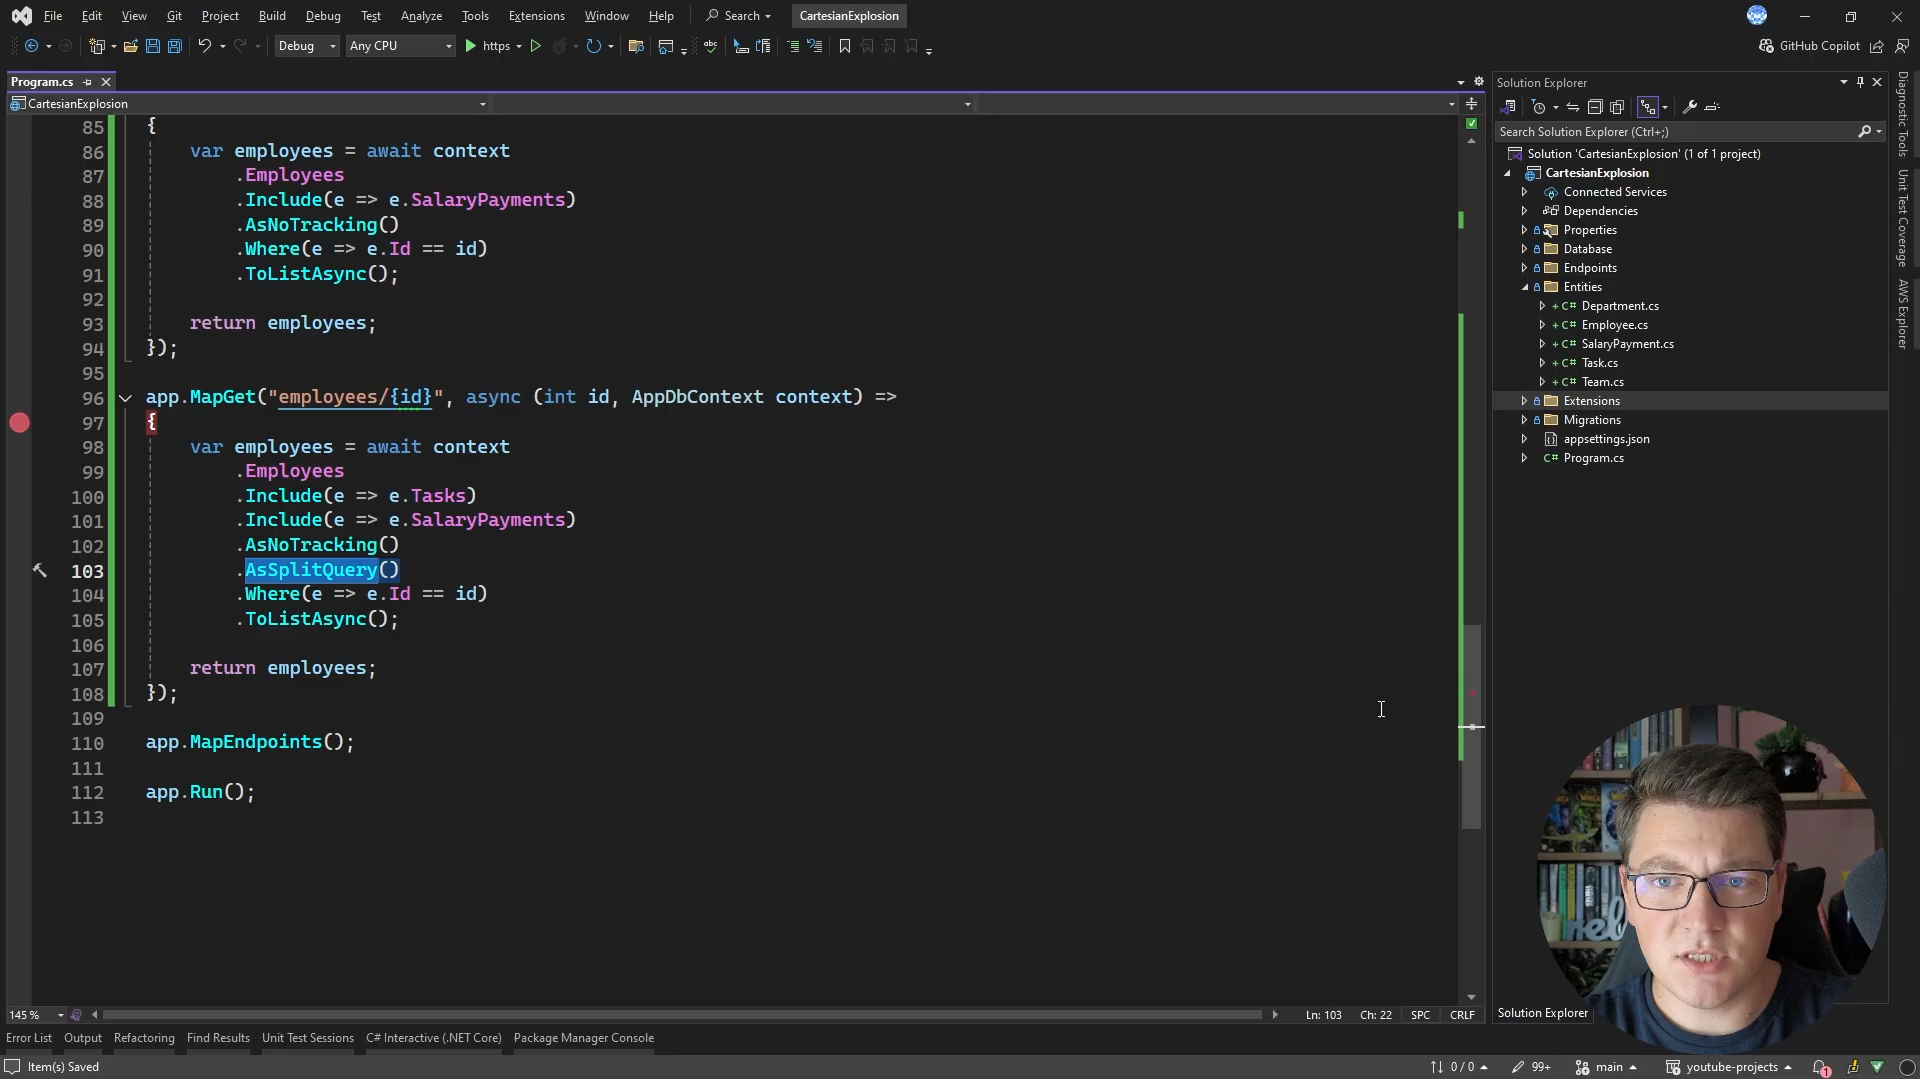 File Edit View Git Project Build Debug Test Analyze Tools Extensions Window Help Search CartesianExplosion
Debug Any CPU https GitHub Copilot
Program.cs
CartesianExplosion
85 {
86 var employees = await context
87 .Employees
88 .Include(e => e.SalaryPayments)
89 .AsNoTracking()
90 .Where(e => e.Id == id)
91 .ToListAsync();
92
93 return employees;
94 });
95
96 app.MapGet("employees/{id}", async (int id, AppDbContext context) =>
97 {
98 var employees = await context
99 .Employees
100 .Include(e => e.Tasks)
101 .Include(e => e.SalaryPayments)
102 .AsNoTracking()
103 .AsSplitQuery()
104 .Where(e => e.Id == id)
105 .ToListAsync();
106
107 return employees;
108 });
109
110 app.MapEndpoints();
111
112 app.Run();
113
145 % Ln: 103 Ch: 22 SPC CRLF
Solution Explorer
Search Solution Explorer (Ctrl+;)
Solution 'CartesianExplosion' (1 of 1 project)
CartesianExplosion
Connected Services
Dependencies
Properties
Database
Endpoints
Entities
+ C# Department.cs
+ C# Employee.cs
+ C# SalaryPayment.cs
+ C# Task.cs
+ C# Team.cs
Extensions
Migrations
appsettings.json
C# Program.cs
Solution Explorer
Diagnostic Tools
Unit Test Coverage
AWS Explorer
Error List Output Refactoring Find Results Unit Test Sessions C# Interactive (.NET Core) Package Manager Console
Item(s) Saved 0 / 0 99+ main youtube-projects 1